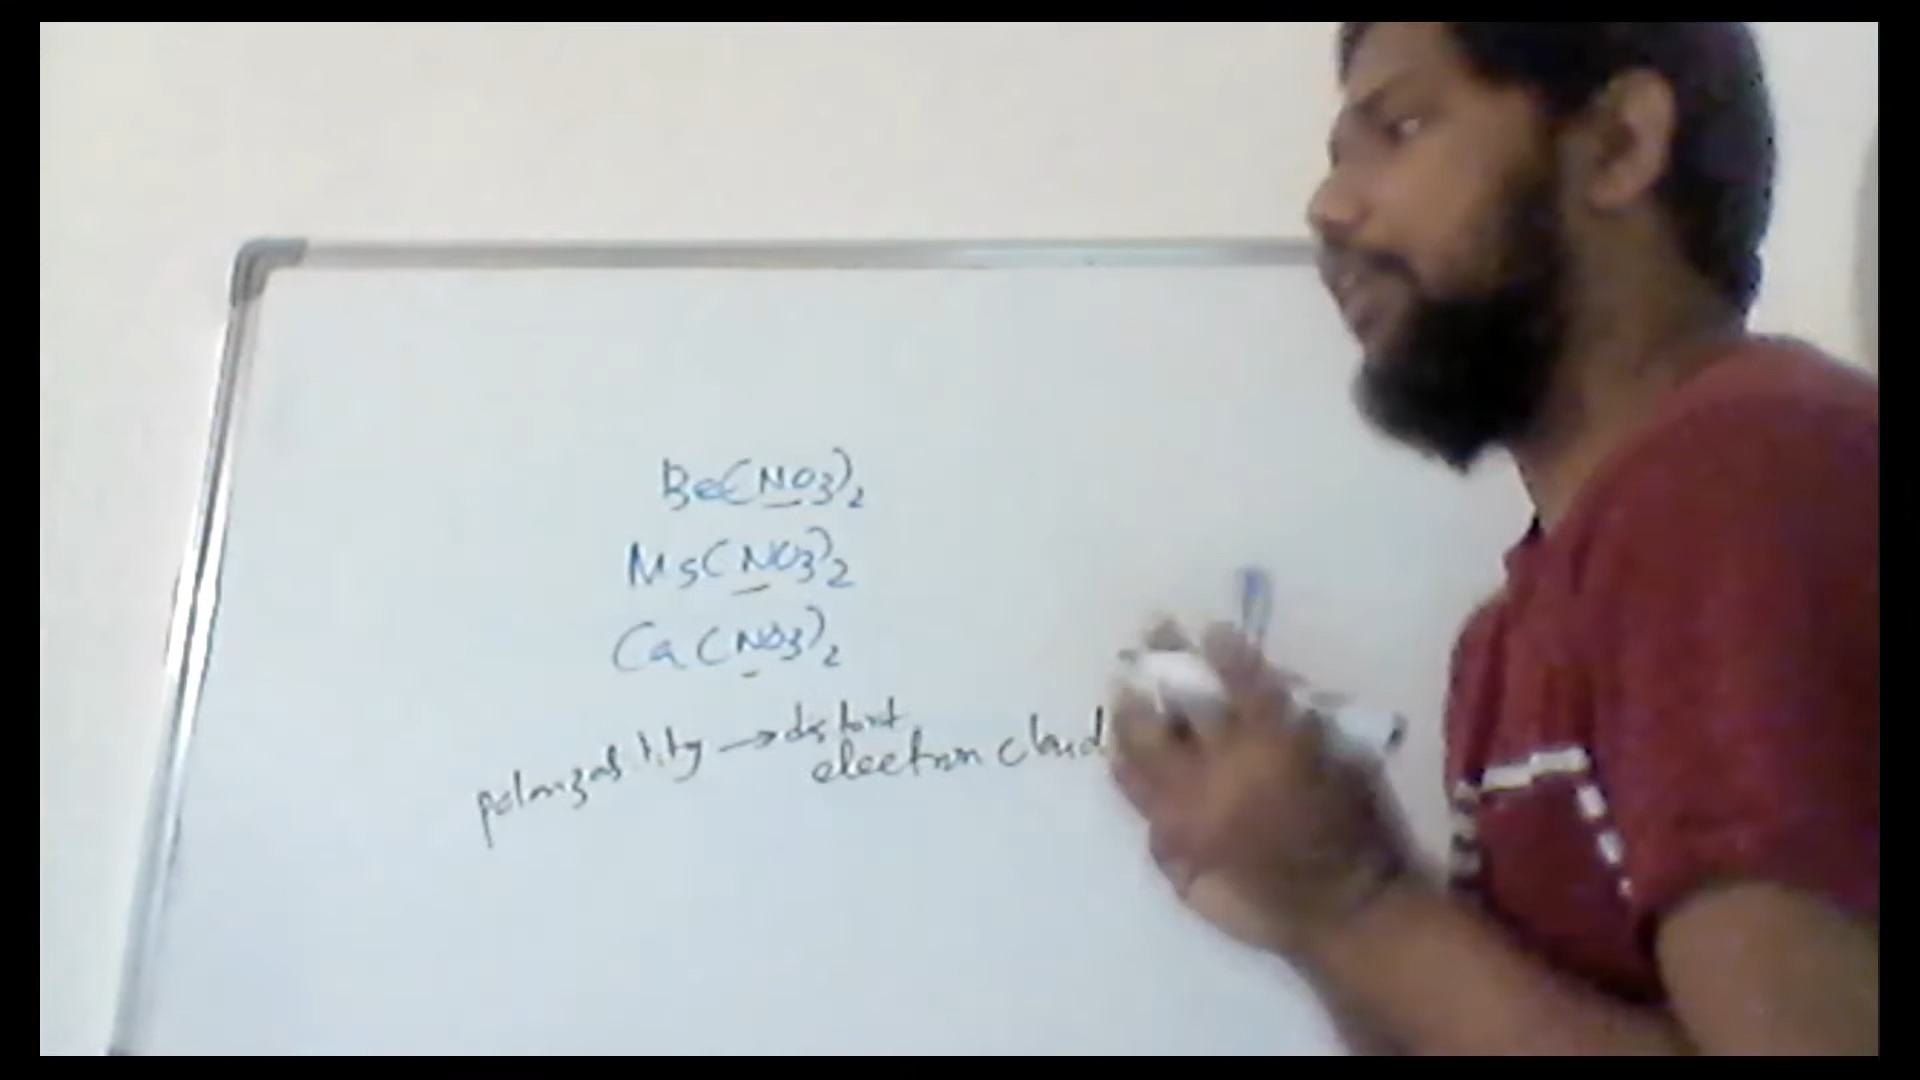 Be(NO3)2
Mg(NO3)2
Ca(NO3)2
polarizability → distort
electron cloud